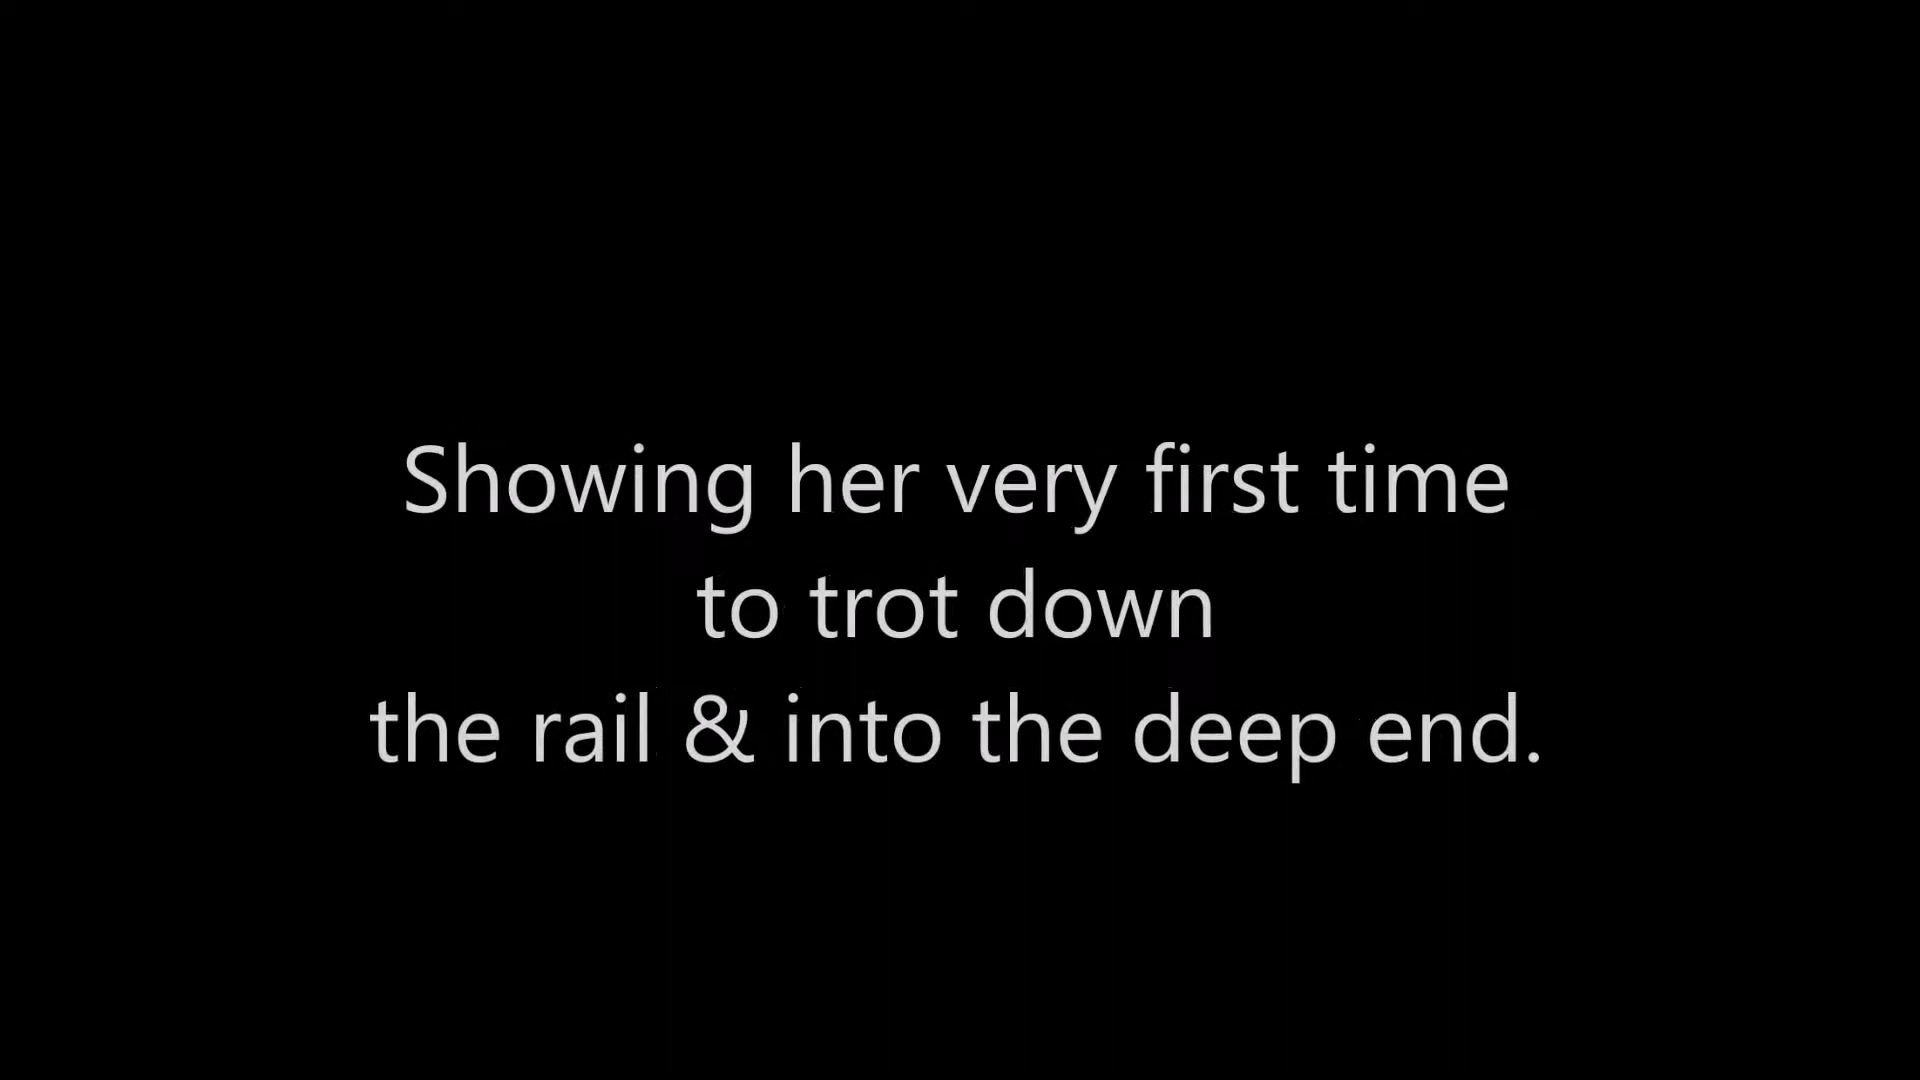 Showing her very first time
to trot down
the rail & into the deep end.